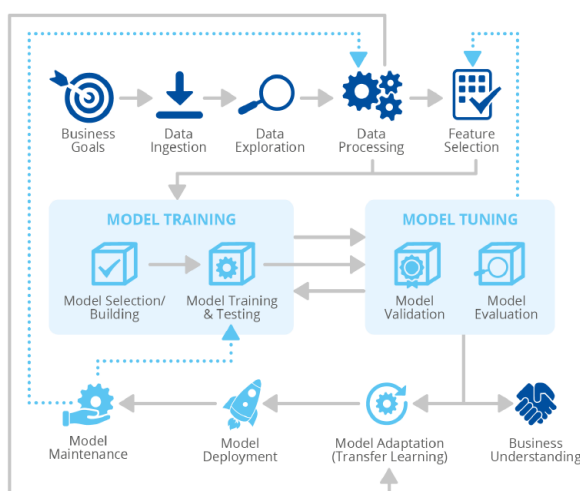 Business
Goals
Data
Ingestion
Data
Exploration
Data
Processing
Feature
Selection
MODEL TRAINING
Model Selection/
Building
Model Training
& Testing
MODEL TUNING
Model
Validation
Model
Evaluation
Model
Maintenance
Model
Deployment
Model Adaptation
(Transfer Learning)
Business
Understanding